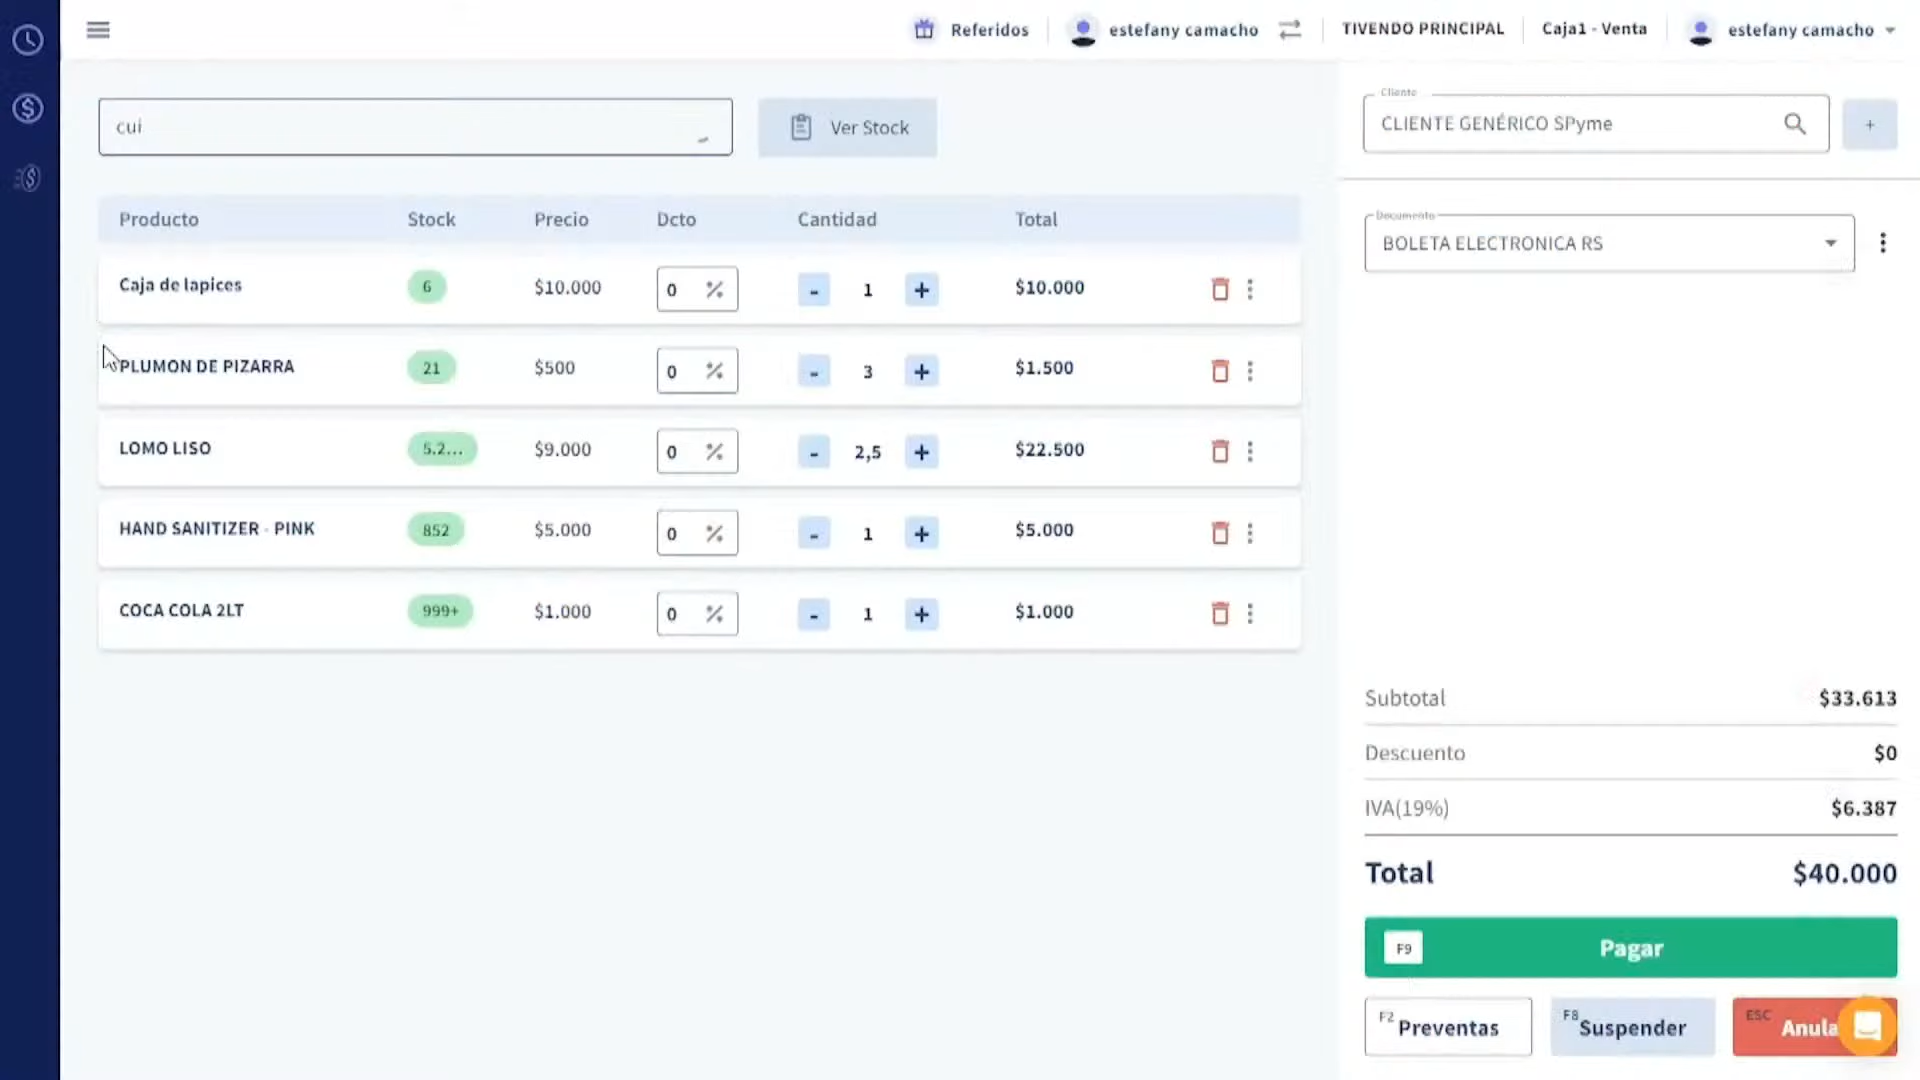 Referidos
estefany camacho
TIVENDO PRINCIPAL
Caja1 - Venta
estefany camacho
cui
Ver Stock
Cliente
CLIENTE GENÉRICO SPyme
+
Documento
BOLETA ELECTRONICA RS
Producto Stock Precio Dcto Cantidad Total
Caja de lapices 6 $10.000 0 % - 1 + $10.000
PLUMON DE PIZARRA 21 $500 0 % - 3 + $1.500
LOMO LISO 5.2... $9.000 0 % - 2,5 + $22.500
HAND SANITIZER - PINK 852 $5.000 0 % - 1 + $5.000
COCA COLA 2LT 999+ $1.000 0 % - 1 + $1.000
Subtotal $33.613
Descuento $0
IVA(19%) $6.387
Total $40.000
F9 Pagar
F2 Preventas
F8 Suspender
ESC Anula